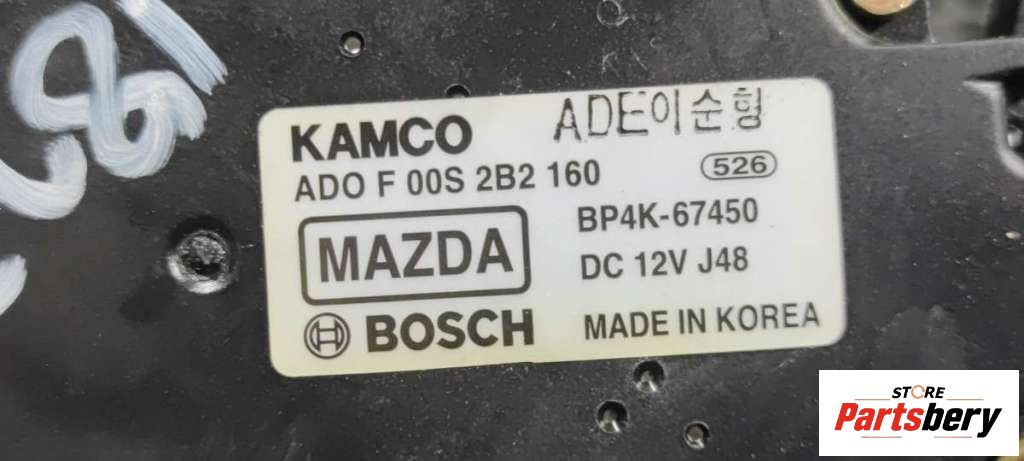 KAMCO ADE이순형
ADO F 00S 2B2 160 526
MAZDA BP4K-67450
DC 12V J48
BOSCH MADE IN KOREA
STORE
Partsbery